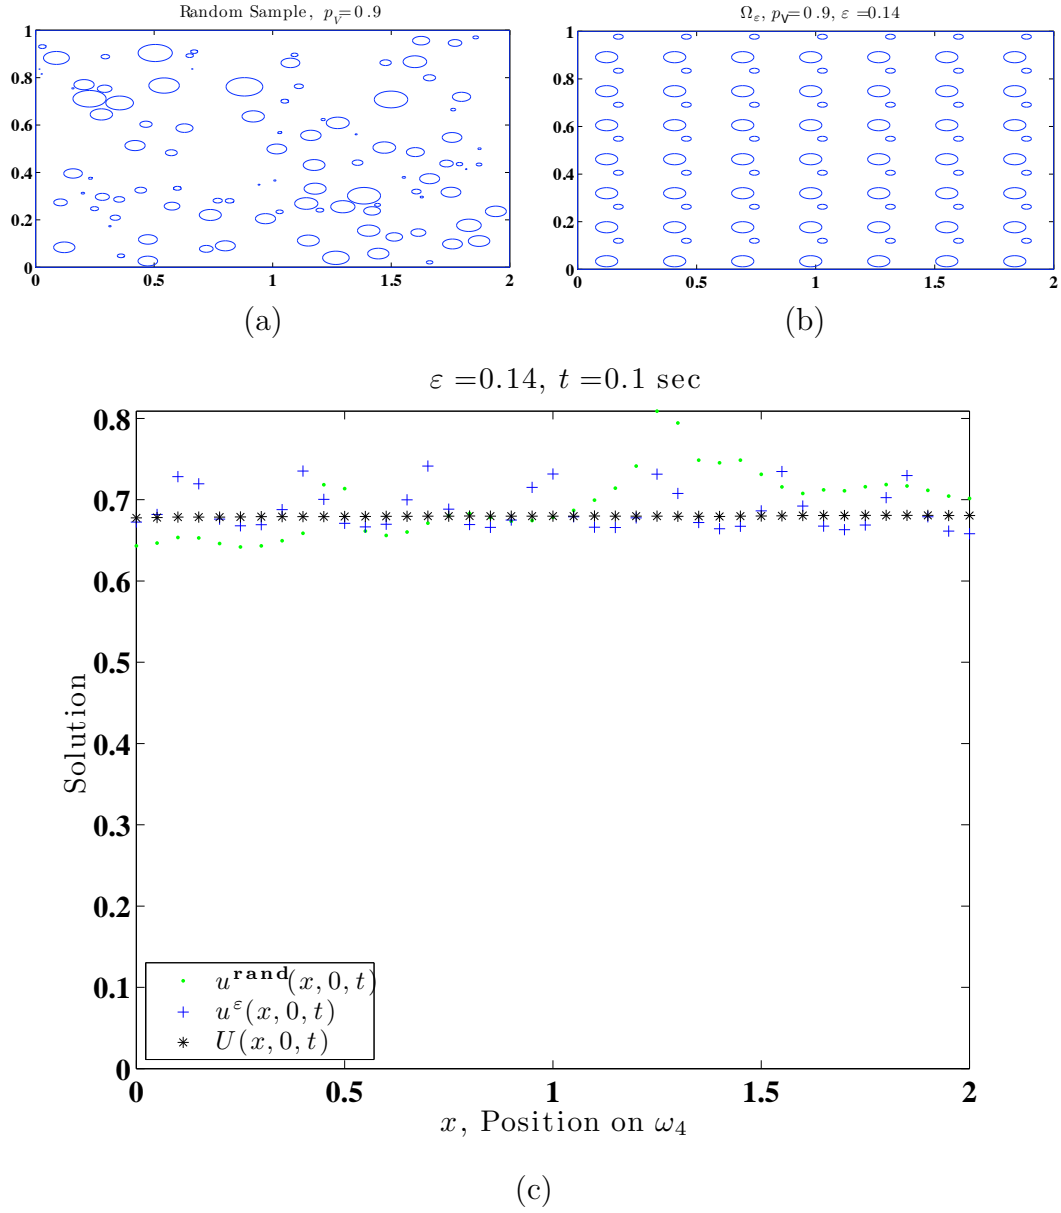 Random Sample, p_V=0.9
1
0.8
0.6
0.4
0.2
0
0 0.5 1 1.5 2
(a)
Ω_ε, p_V=0.9, ε=0.14
1
0.8
0.6
0.4
0.2
0
0 0.5 1 1.5 2
(b)
ε =0.14, t =0.1 sec
0.8
0.7
0.6
0.5
0.4
0.3
0.2
0.1
0
Solution
u^rand(x, 0, t)
u^ε(x, 0, t)
U(x, 0, t)
0 0.5 1 1.5 2
x, Position on ω_4
(c)